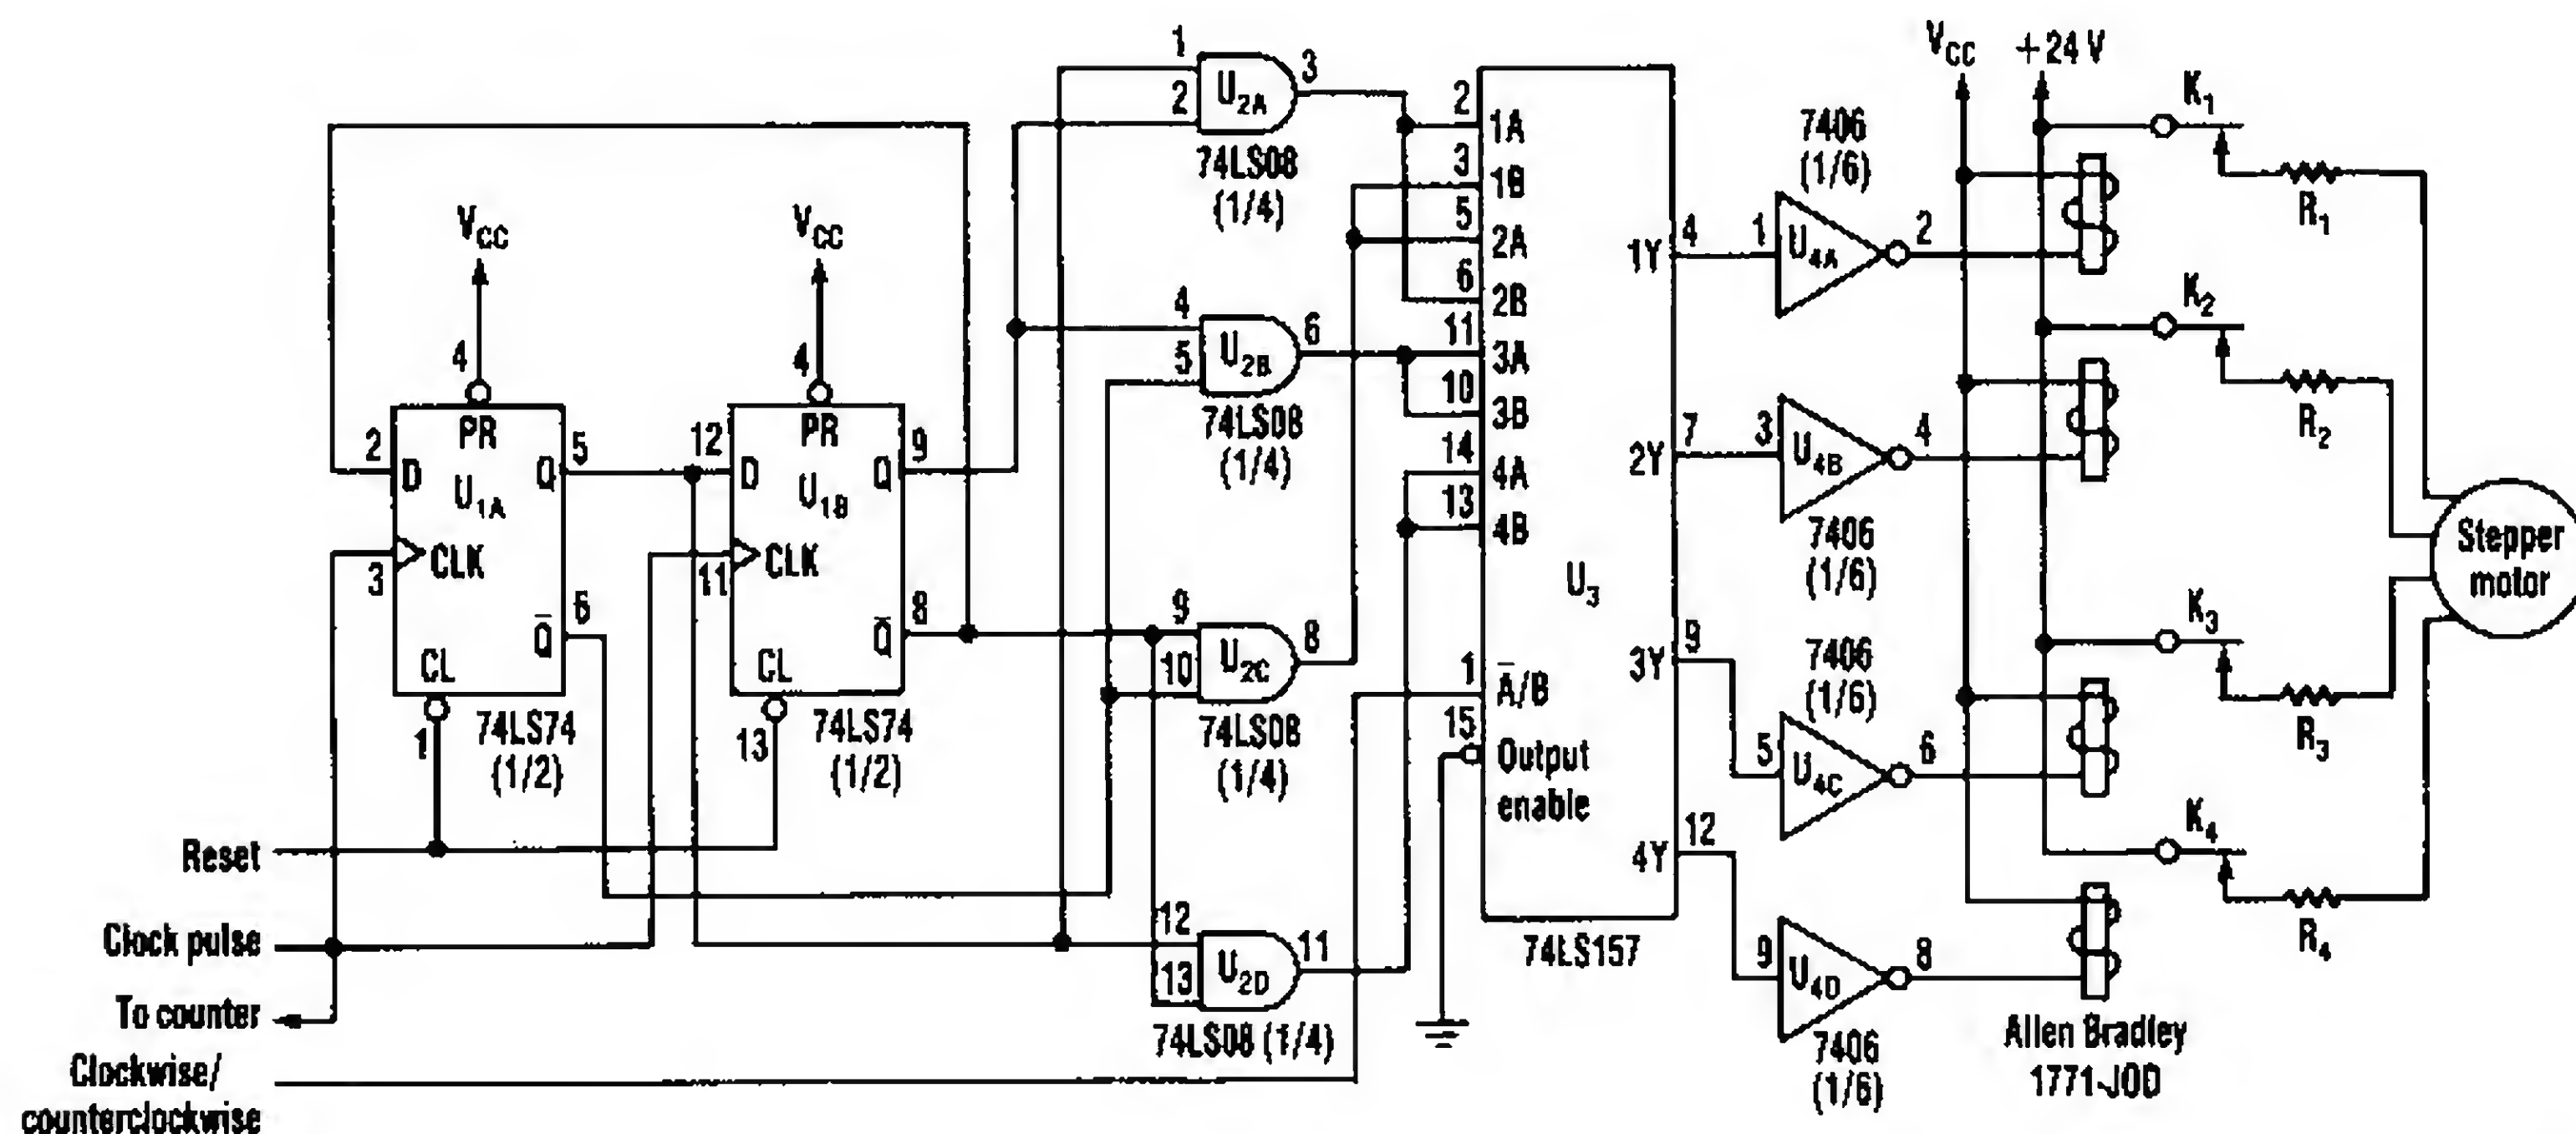 1
2
U2A
3
74LS08
(1/4)
2
1A
3
1B
5
2A
6
2B
11
3A
10
3B
14
4A
13
4B
1
A̅/B
15
Output
enable
U3
74LS157
1Y
4
2Y
7
3Y
9
4Y
12
VCC
+24 V
K1
R1
K2
R2
K3
R3
K4
R4
7406
(1/6)
1
U4A
2
3
U4B
4
7406
(1/6)
7406
(1/6)
5
U4C
6
9
U4D
8
7406
(1/6)
Allen Bradley
1771-JOD
Stepper
motor
VCC
4
PR
2
D
Q
5
U1A
CLK
3
Q̅
6
CL
1
74LS74
(1/2)
VCC
4
PR
12
D
Q
9
U1B
CLK
11
Q̅
8
CL
13
74LS74
(1/2)
4
5
U2B
6
74LS08
(1/4)
9
10
U2C
8
74LS08
(1/4)
12
13
U2D
11
74LS08 (1/4)
Reset
Clock pulse
To counter
Clockwise/
counterclockwise